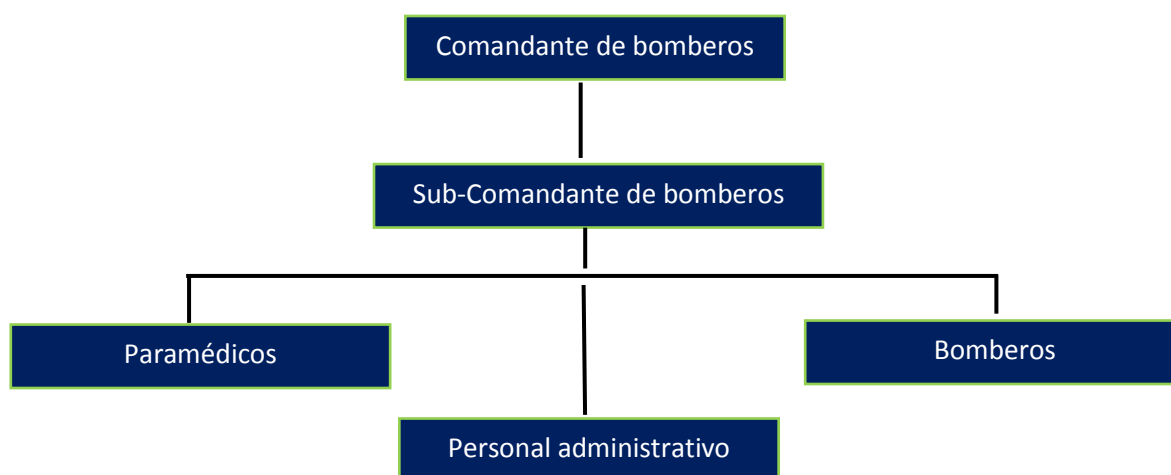 Comandante de bomberos
Sub-Comandante de bomberos
Paramédicos
Bomberos
Personal administrativo